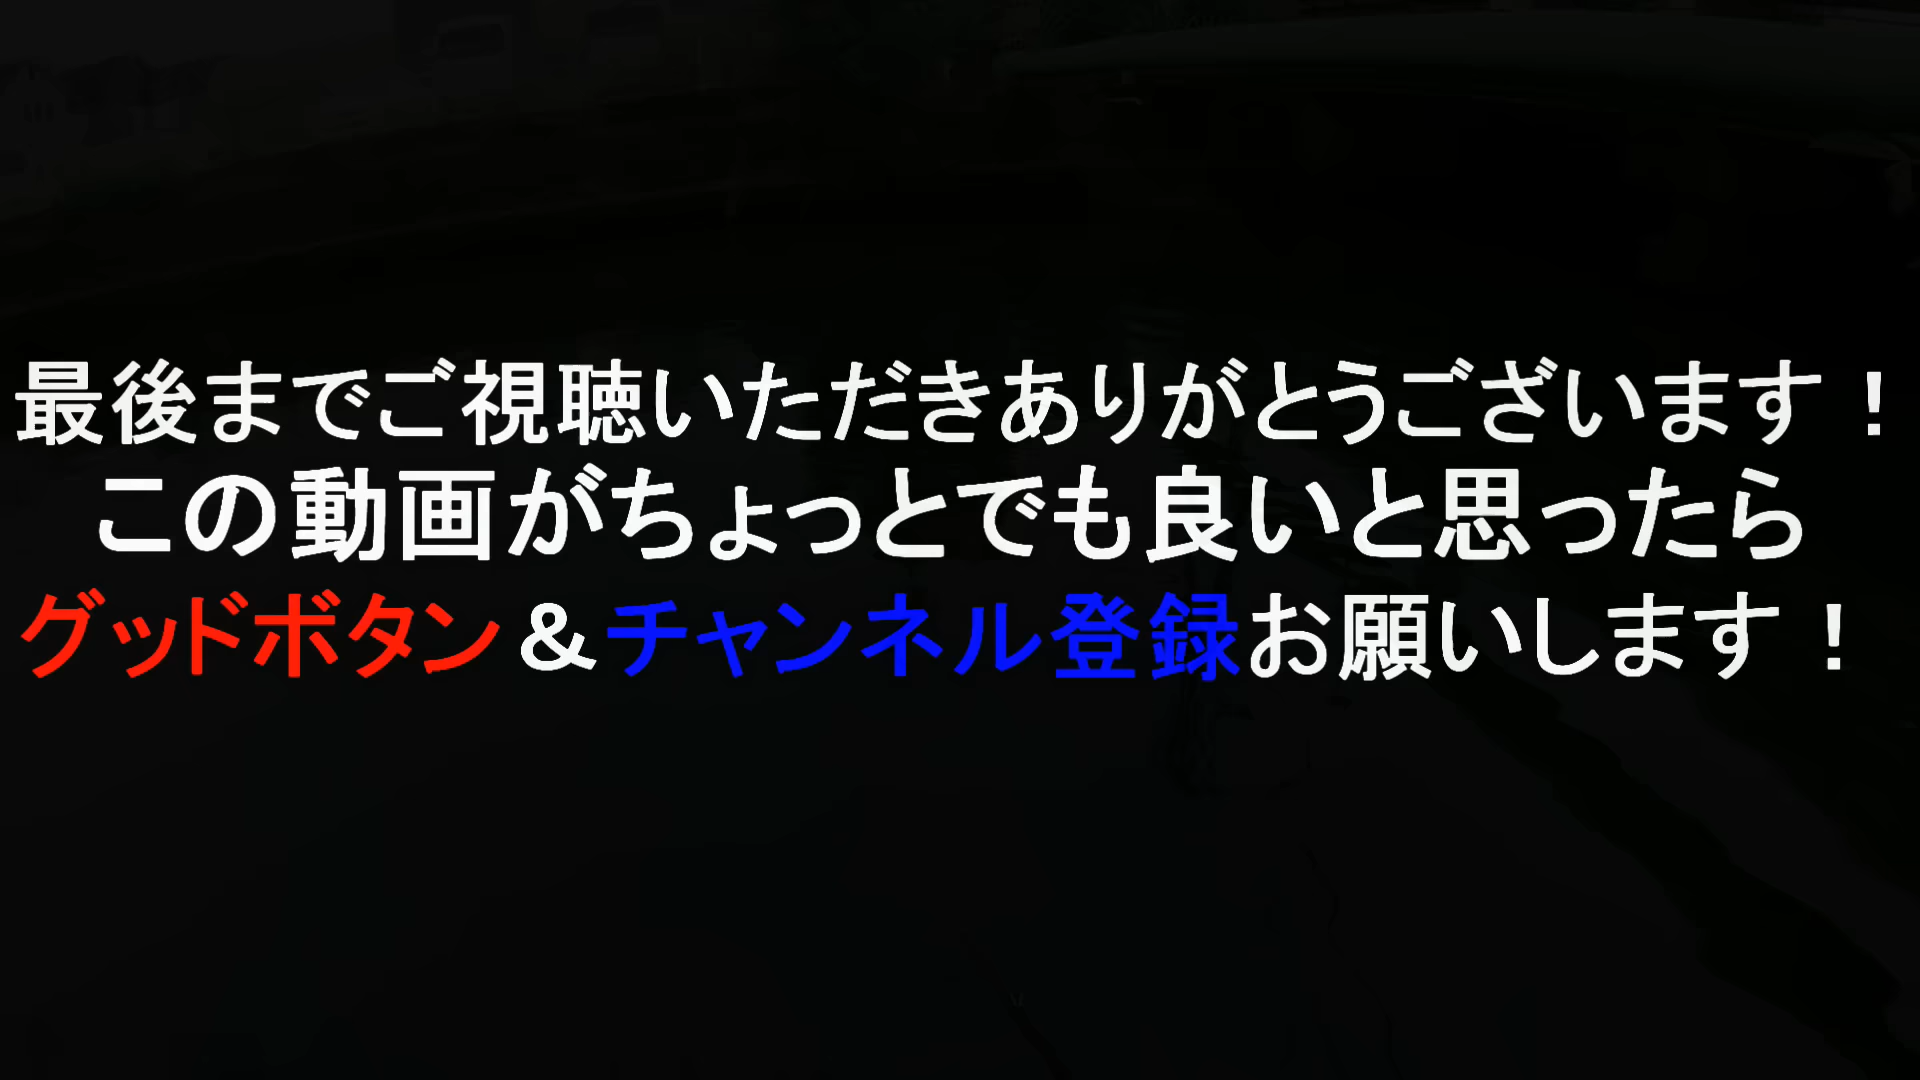 最後までご視聴いただきありがとうございます！
この動画がちょっとでも良いと思ったら
グッドボタン＆チャンネル登録お願いします！